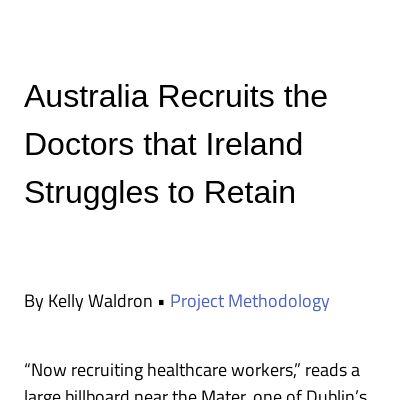 Australia Recruits the
Doctors that Ireland
Struggles to Retain
By Kelly Waldron ▪ Project Methodology
“Now recruiting healthcare workers,” reads a
large billboard near the Mater, one of Dublin’s